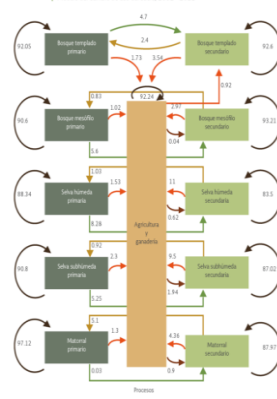 4.7
92.05
Bosque templado
primario
2.4
Bosque templado
secundario
92.6
1.73
3.54
92.24
0.92
0.83
90.6
Bosque mesófilo
primario
1.02
2.97
Bosque mesófilo
secundario
93.21
5.6
0.04
1.03
88.34
Selva húmeda
primaria
1.53
11
Selva húmeda
secundaria
83.5
8.26
0.62
Agricultura
y
ganadería
0.92
90.8
Selva subhúmeda
primaria
2.3
9.5
Selva subhúmeda
secundaria
87.02
5.25
1.94
5.1
97.12
Matorral
primario
1.3
4.36
Matorral
secundario
87.97
0.03
0.9
Procesos